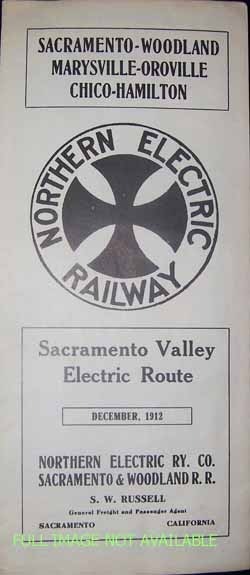 SACRAMENTO-WOODLAND
MARYSVILLE-OROVILLE
CHICO-HAMILTON
NORTHERN ELECTRIC
RAILWAY
Sacramento Valley
Electric Route
DECEMBER, 1912
NORTHERN ELECTRIC RY. CO.
SACRAMENTO & WOODLAND R. R.
S. W. RUSSELL
General Freight and Passenger Agent
SACRAMENTO CALIFORNIA
FULL IMAGE NOT AVAILABLE